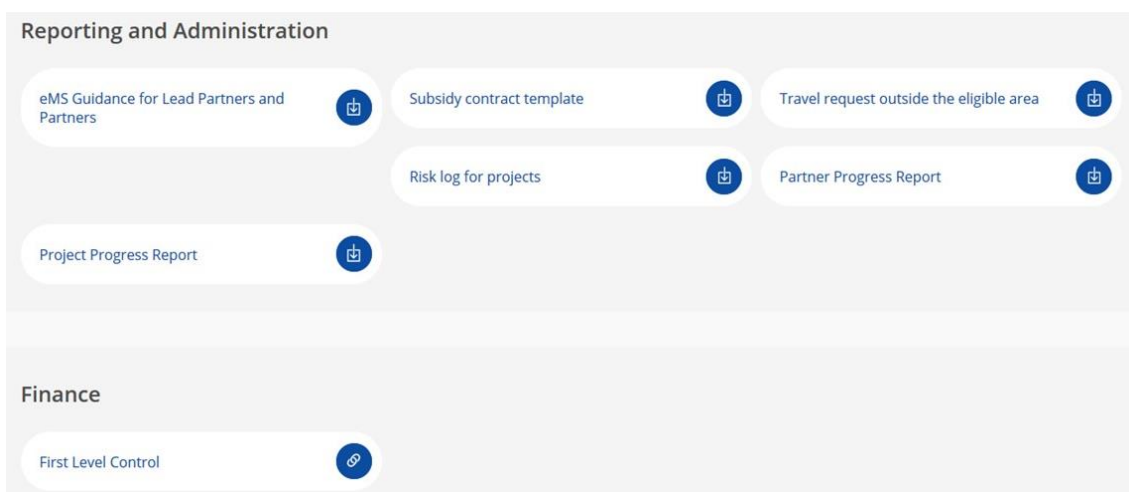 Reporting and Administration
eMS Guidance for Lead Partners and
Partners
Subsidy contract template
Travel request outside the eligible area
Risk log for projects
Partner Progress Report
Project Progress Report
Finance
First Level Control